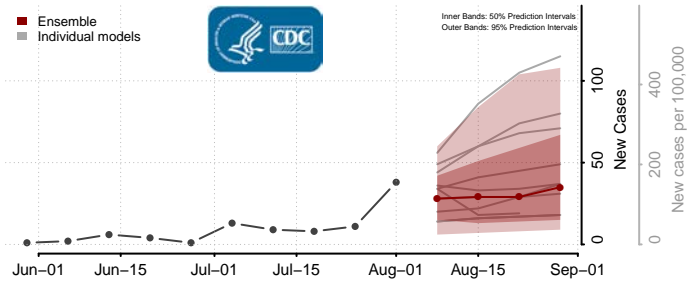 Ensemble
Individual models
CDC
Inner Bands: 50% Prediction Intervals
Outer Bands: 95% Prediction Intervals
0
50
100
New Cases
0
200
400
New cases per 100,000
Jun-01
Jun-15
Jul-01
Jul-15
Aug-01
Aug-15
Sep-01